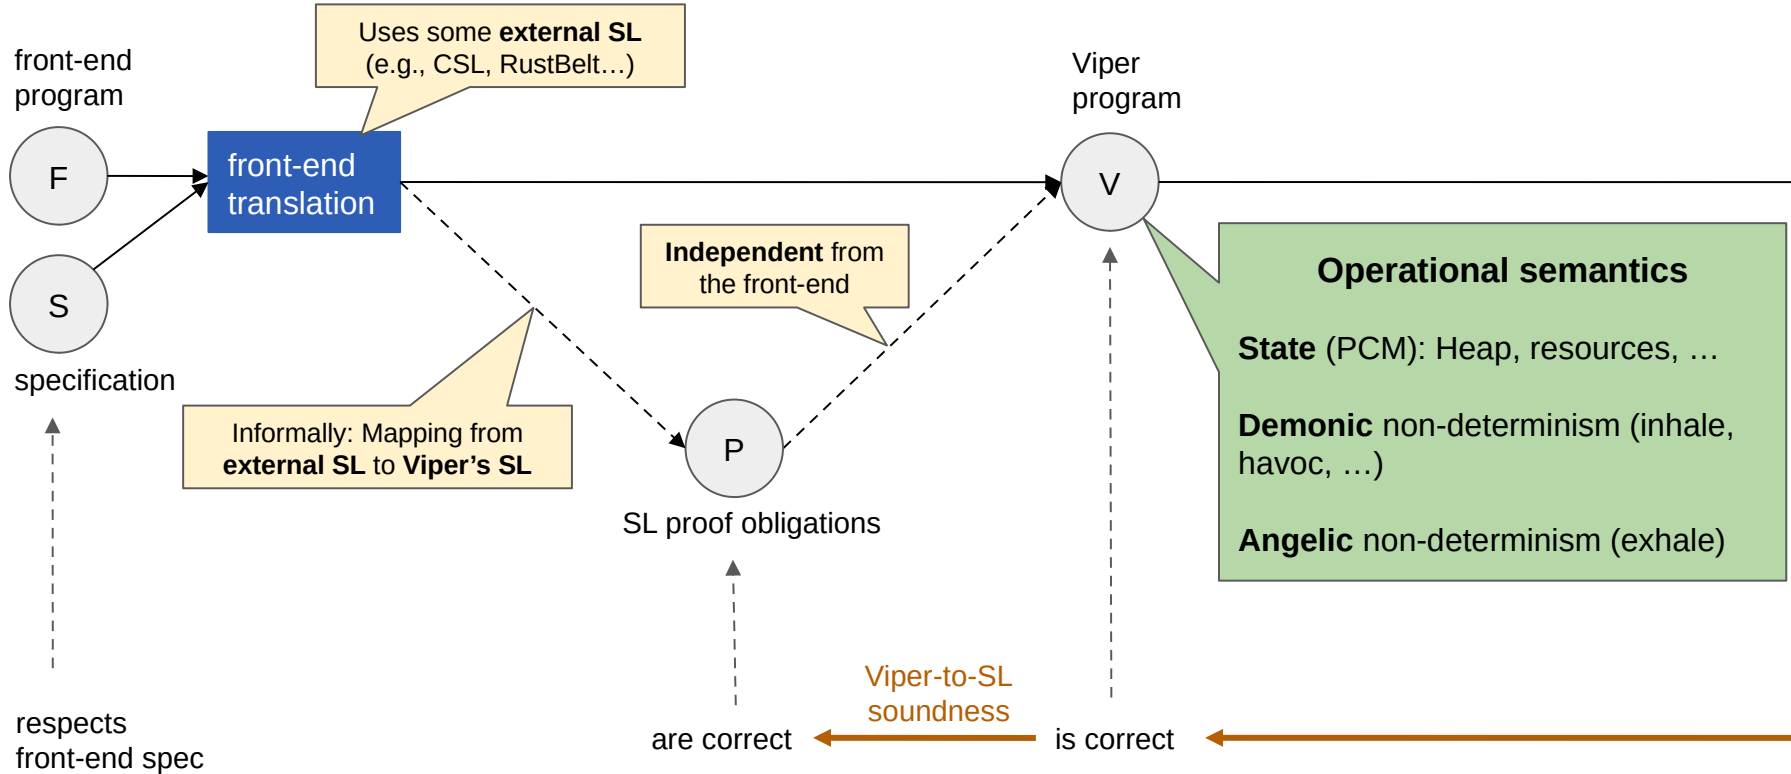 Uses some external SL
(e.g., CSL, RustBelt…)
front-end
program
Viper
program
F
front-end
translation
V
Independent from
the front-end
S
specification
Operational semantics
State (PCM): Heap, resources, …
Demonic non-determinism (inhale,
havoc, …)
Angelic non-determinism (exhale)
Informally: Mapping from
external SL to Viper’s SL
P
SL proof obligations
Viper-to-SL
soundness
respects
front-end spec
are correct
is correct